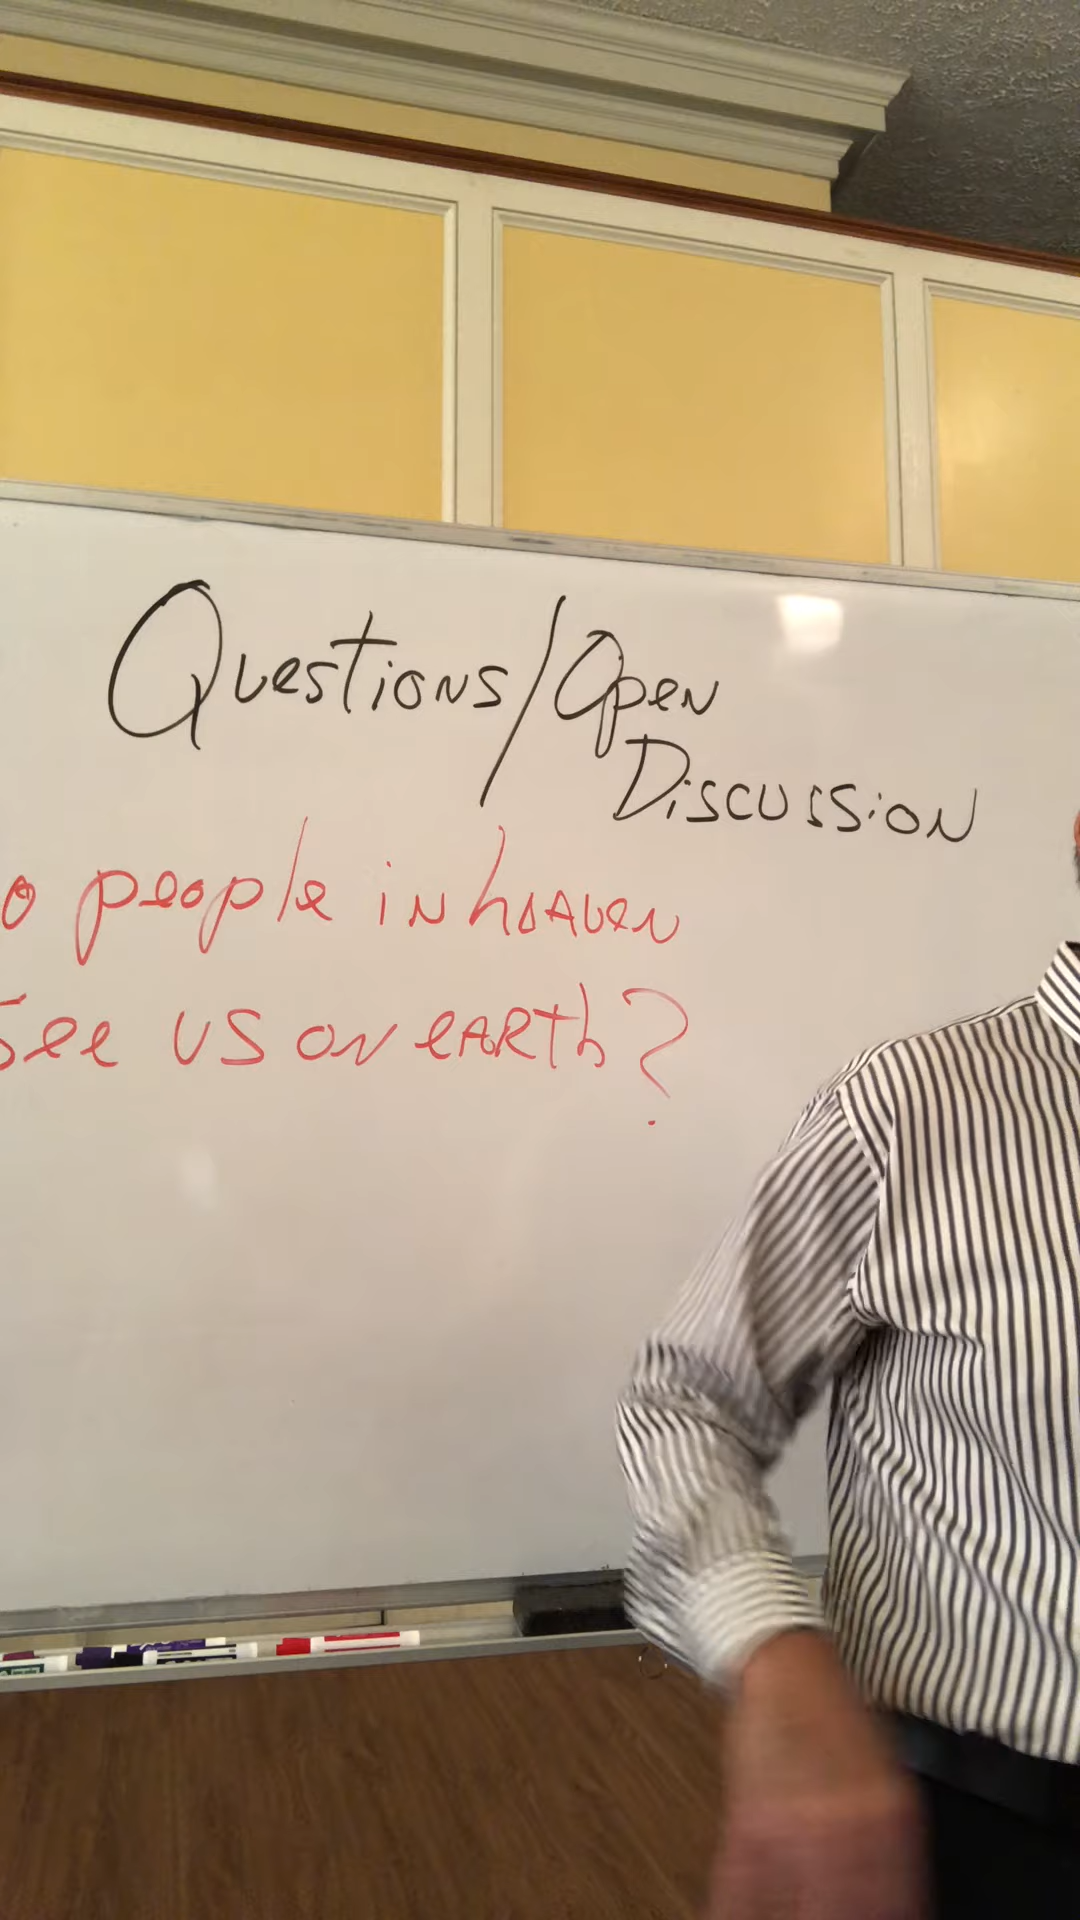 Questions/Open
Discussion
o people in heaven
See us on earth?